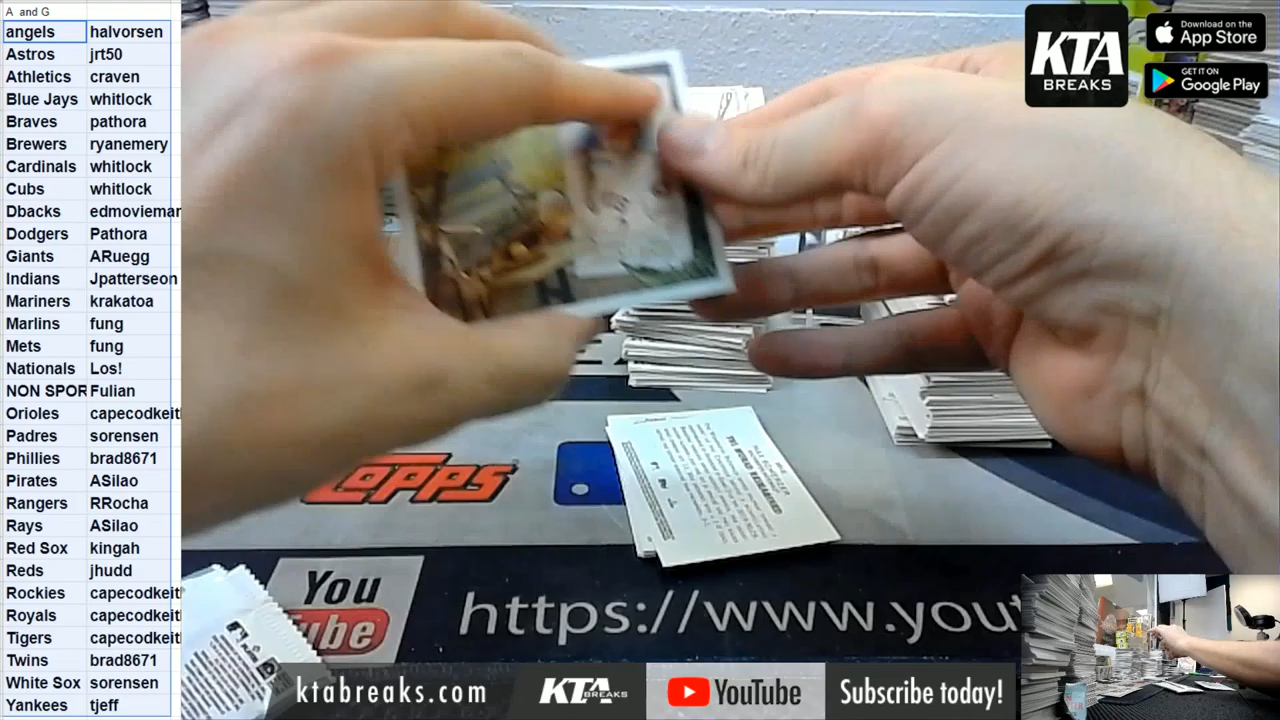 A and G
angels halvorsen
Astros jrt50
Athletics craven
Blue Jays whitlock
Braves pathora
Brewers ryanemery
Cardinals whitlock
Cubs whitlock
Dbacks edmovieman
Dodgers Pathora
Giants ARuegg
Indians Jpatterseon
Mariners krakatoa
Marlins fung
Mets fung
Nationals Los!
NON SPOR Fulian
Orioles capecodkeit
Padres sorensen
Phillies brad8671
Pirates ASilao
Rangers RRocha
Rays ASilao
Red Sox kingah
Reds jhudd
Rockies capecodkeit
Royals capecodkeit
Tigers capecodkeit
Twins brad8671
White Sox sorensen
Yankees tjeff
KTA
BREAKS
Download on the
App Store
GET IT ON
Google Play
Topps
You
Tube
https://www.you
ktabreaks.com
KTA
BREAKS
YouTube
Subscribe today!